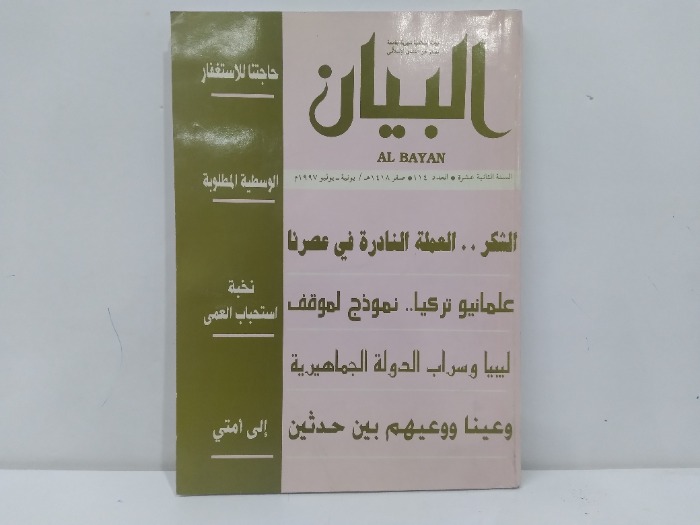 البيان
AL BAYAN
السنة الثانية عشرة • العدد ١١٤ • صفر ١٤١٨هـ / يونية - يونيو ١٩٩٧م
الشكر . . العملة النادرة في عصرنا
علمانيو تركيا.. نموذج لموقف
ليبيا وسراب الدولة الجماهيرية
وعينا ووعيهم بين حدثين
حاجتنا للاستغفار
الوسطية المطلوبة
نخبة
استحباب العمى
إلى أمتي